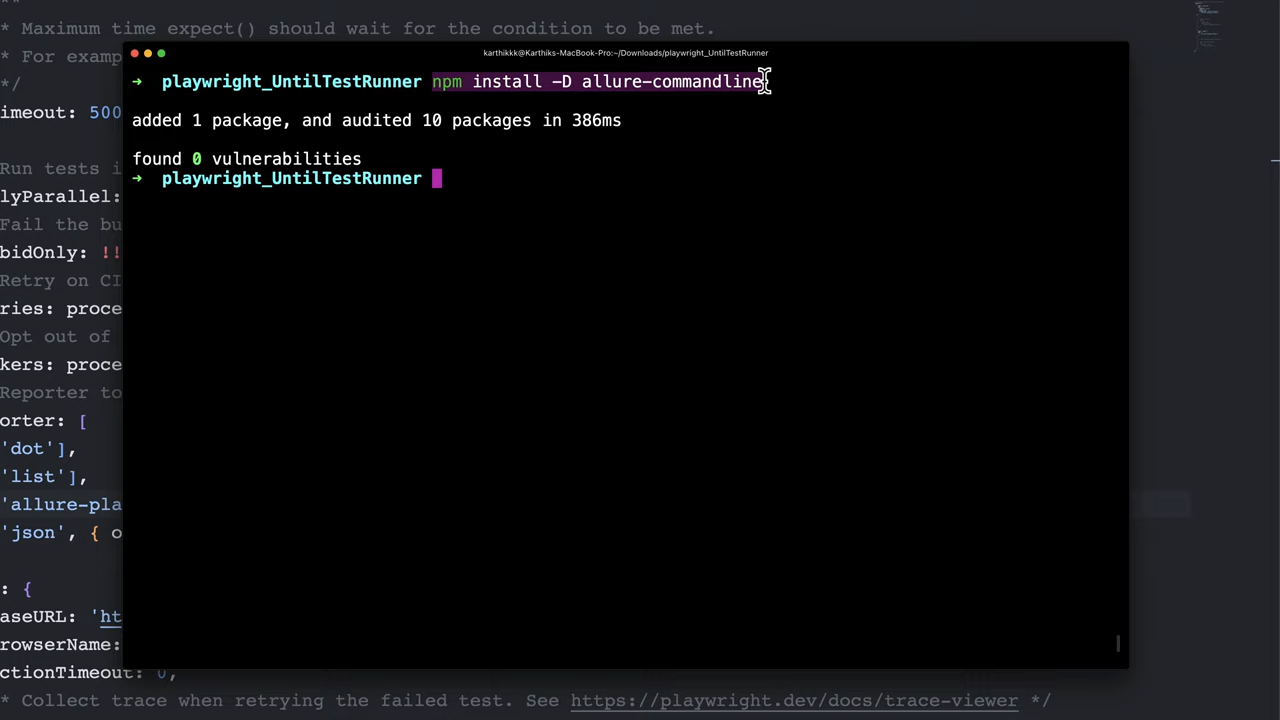 * Maximum time expect() should wait for the condition to be met.
* For examp
*/
imeout: 500
Run tests i
lyParallel:
Fail the bu
bidOnly: !!
Retry on CI
ries: proce
Opt out of
kers: proce
Reporter to
orter: [
'dot'],
'list'],
'allure-pla
'json', { o
: {
aseURL: 'ht
rowserName:
ctionTimeout: 0,
* Collect trace when retrying the failed test. See https://playwright.dev/docs/trace-viewer */
karthikkk@Karthiks-MacBook-Pro:~/Downloads/playwright_UntilTestRunner
➜ playwright_UntilTestRunner npm install -D allure-commandline
added 1 package, and audited 10 packages in 386ms
found 0 vulnerabilities
➜ playwright_UntilTestRunner